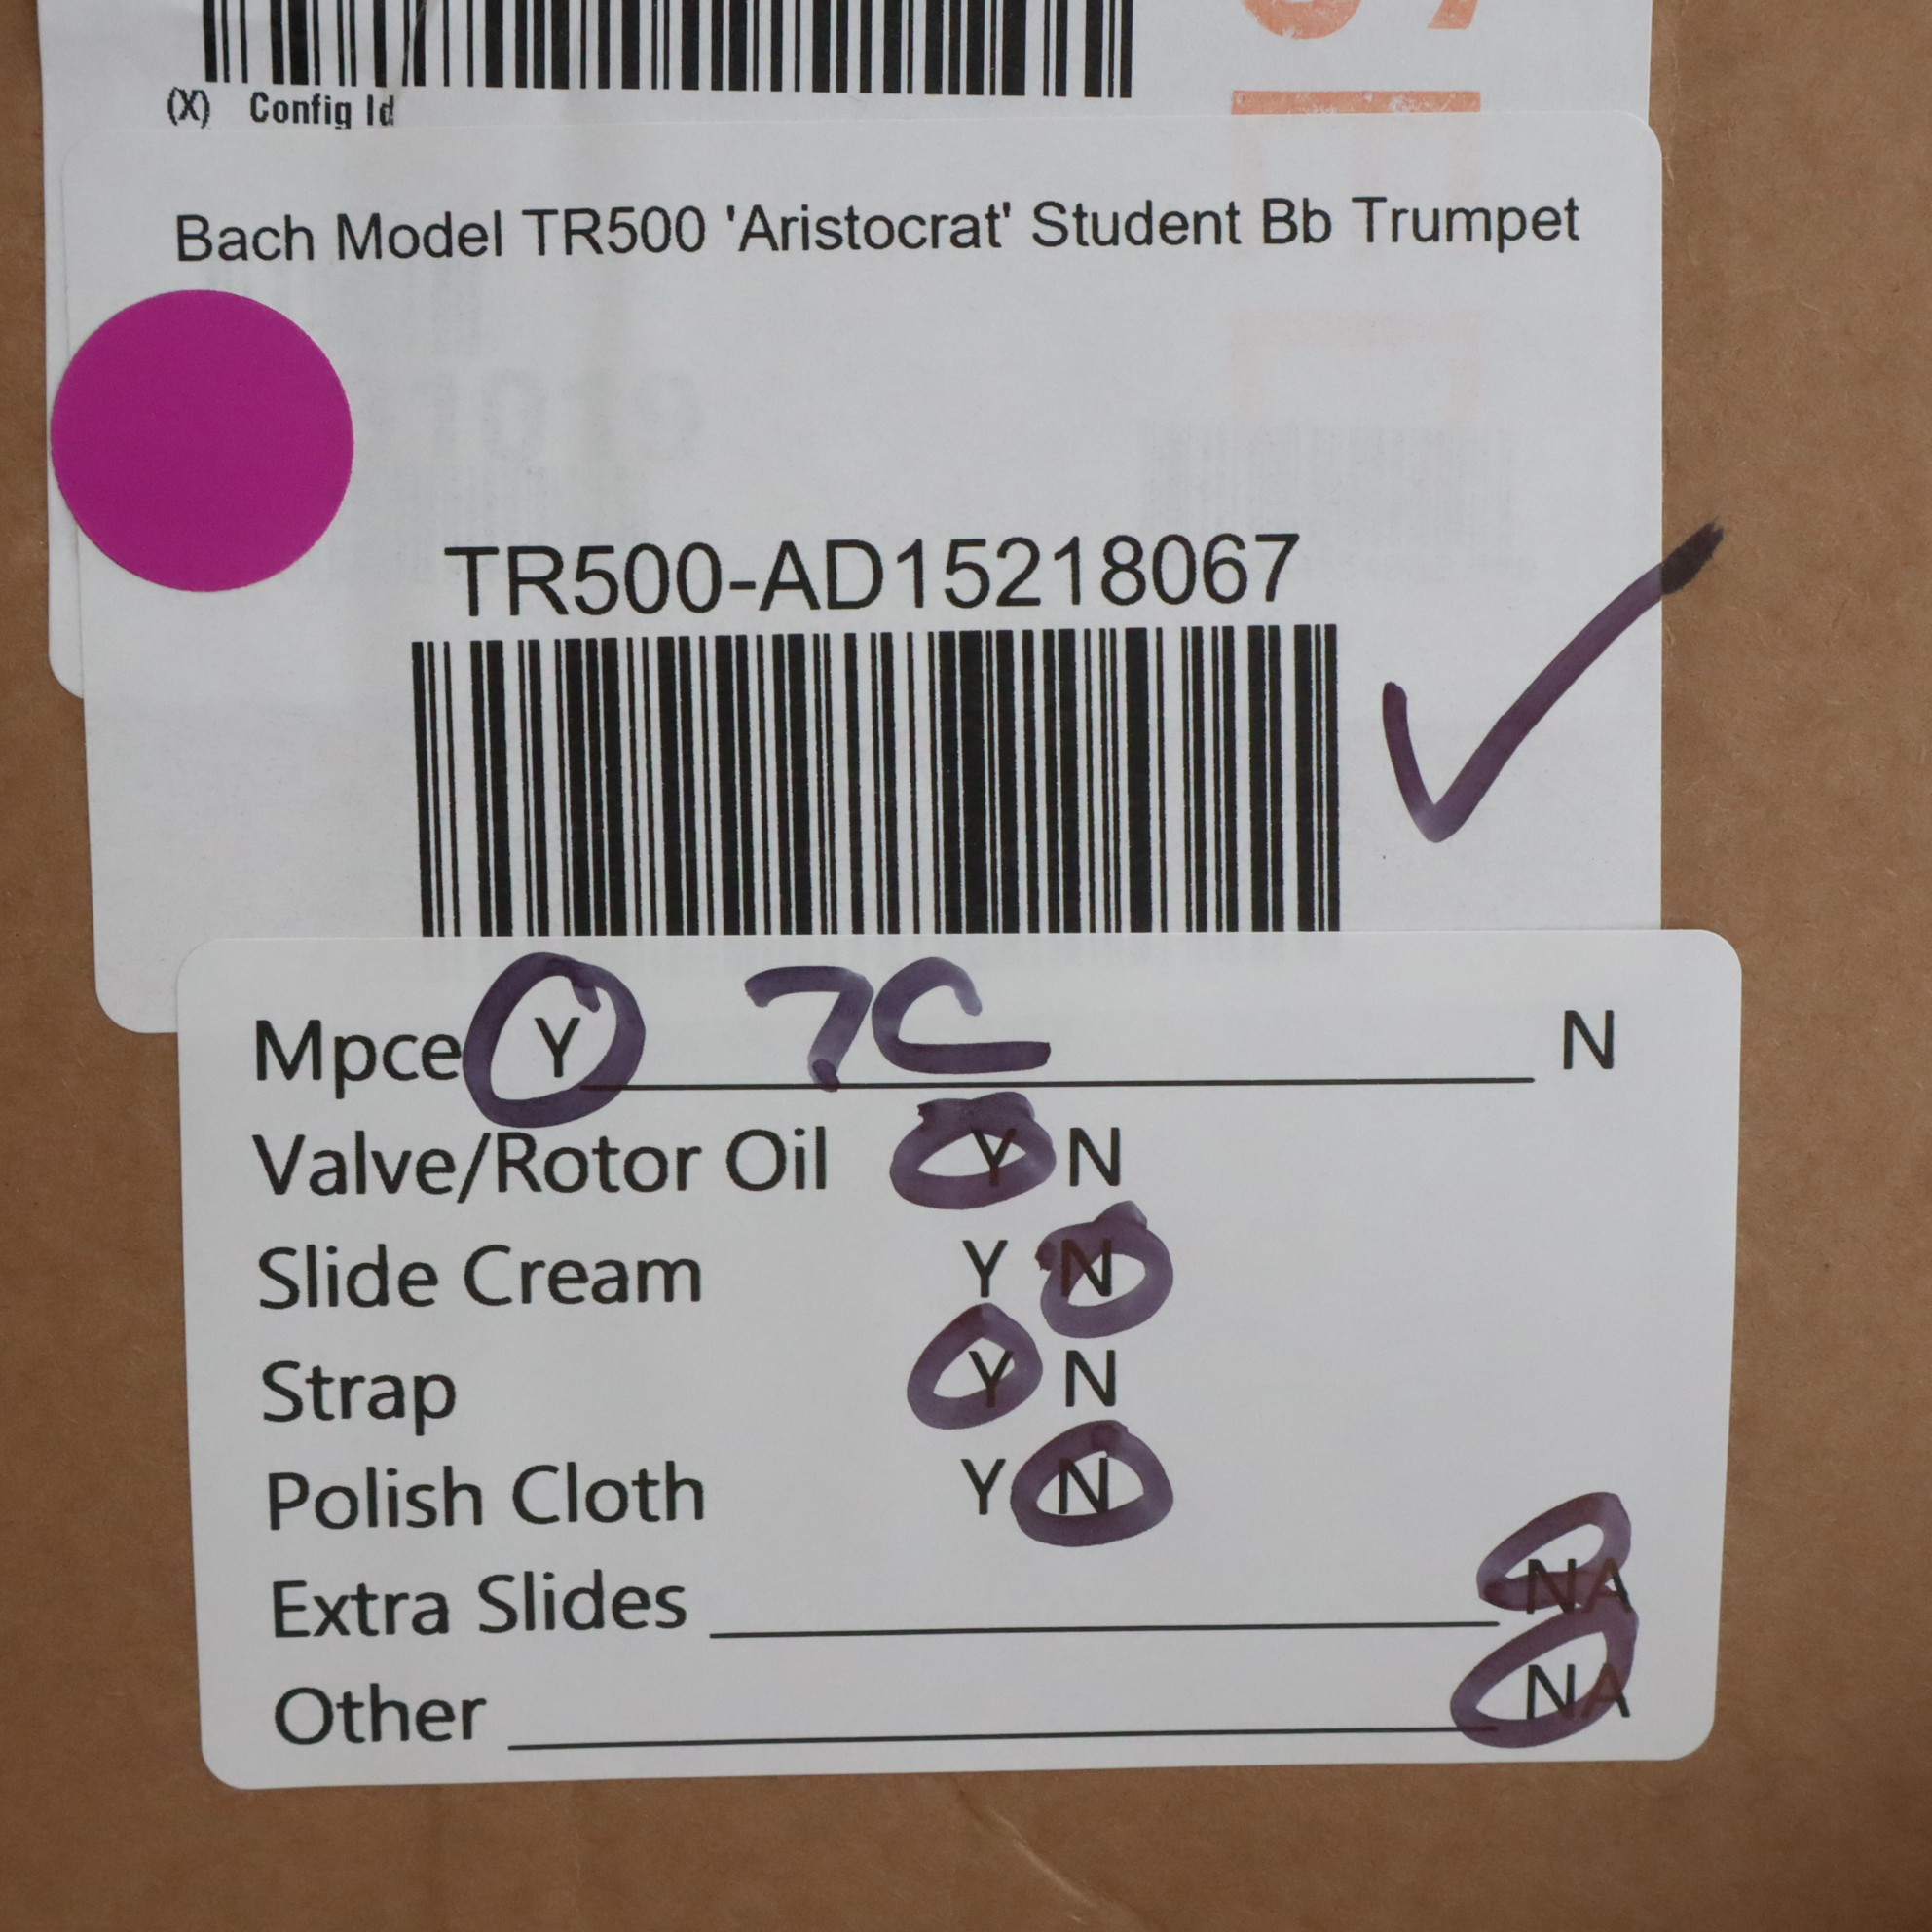 (X) Config Id
Bach Model TR500 'Aristocrat' Student Bb Trumpet
TR500-AD15218067
Mpce Y 7C N
Valve/Rotor Oil Y N
Slide Cream Y N
Strap Y N
Polish Cloth Y N
Extra Slides NA
Other NA